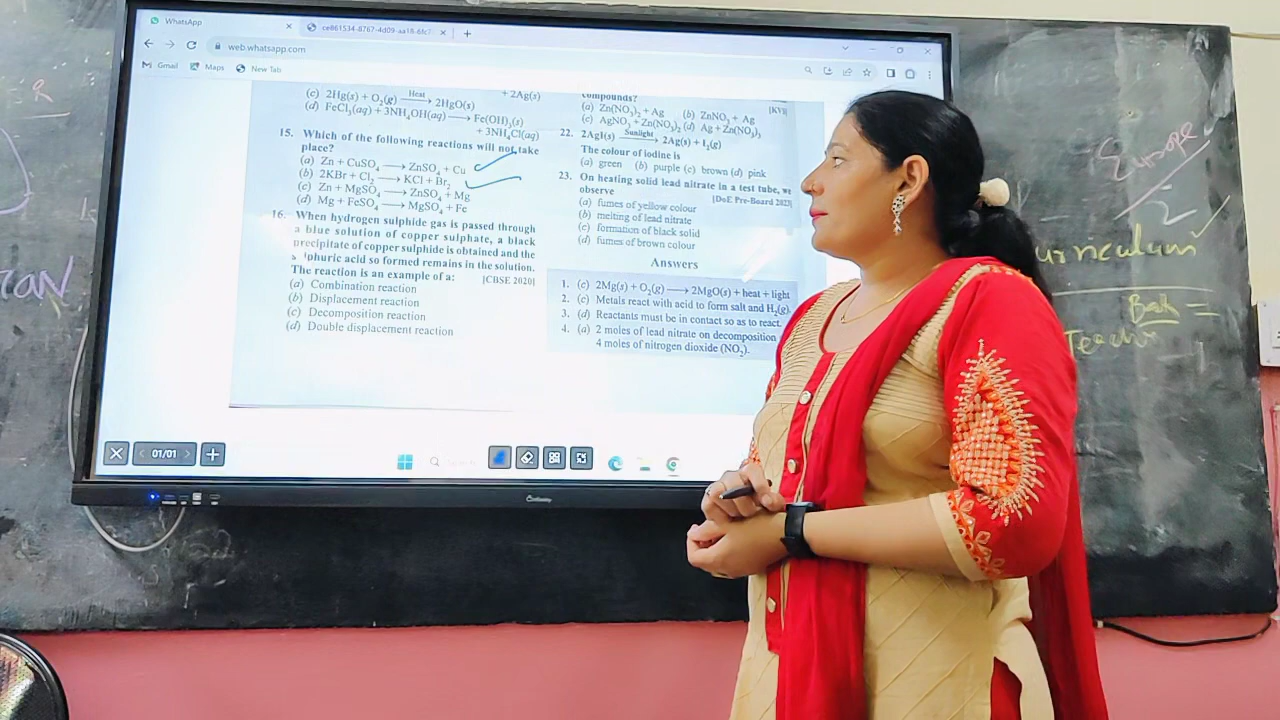 WhatsApp
ce861534-8767-4d09-aa18-6fc7
web.whatsapp.com
Gmail Maps New Tab
+ 2Ag(s)
(c) 2Hg(s) + O₂(g) Heat ⟶ 2HgO(s)
(d) FeCl₃(aq) + 3NH₄OH(aq) ⟶ Fe(OH)₃(s)
+ 3NH₄Cl(aq)
15. Which of the following reactions will not take
place?
(a) Zn + CuSO₄ ⟶ ZnSO₄ + Cu
(b) 2KBr + Cl₂ ⟶ KCl + Br₂
(c) Zn + MgSO₄ ⟶ ZnSO₄ + Mg
(d) Mg + FeSO₄ ⟶ MgSO₄ + Fe
16. When hydrogen sulphide gas is passed through
a blue solution of copper sulphate, a black
precipitate of copper sulphide is obtained and the
phuric acid so formed remains in the solution.
The reaction is an example of a: [CBSE 2020]
(a) Combination reaction
(b) Displacement reaction
(c) Decomposition reaction
(d) Double displacement reaction
compounds? [KVI]
(a) Zn(NO₃)₂ + Ag (b) ZnNO₃ + Ag
(c) AgNO₃ + Zn(NO₃)₂ (d) Ag + Zn(NO₃)₃
22. 2AgI(s) Sunlight ⟶ 2Ag(s) + I₂(g)
The colour of iodine is
(a) green (b) purple (c) brown (d) pink
23. On heating solid lead nitrate in a test tube, we
observe [DoE Pre-Board 2023]
(a) fumes of yellow colour
(b) melting of lead nitrate
(c) formation of black solid
(d) fumes of brown colour
Answers
1. (c) 2Mg(s) + O₂(g) ⟶ 2MgO(s) + heat + light
2. (c) Metals react with acid to form salt and H₂(g).
3. (d) Reactants must be in contact so as to react.
4. (a) 2 moles of lead nitrate on decomposition
4 moles of nitrogen dioxide (NO₂).
01/01
R
Europe
urriculum
Teach